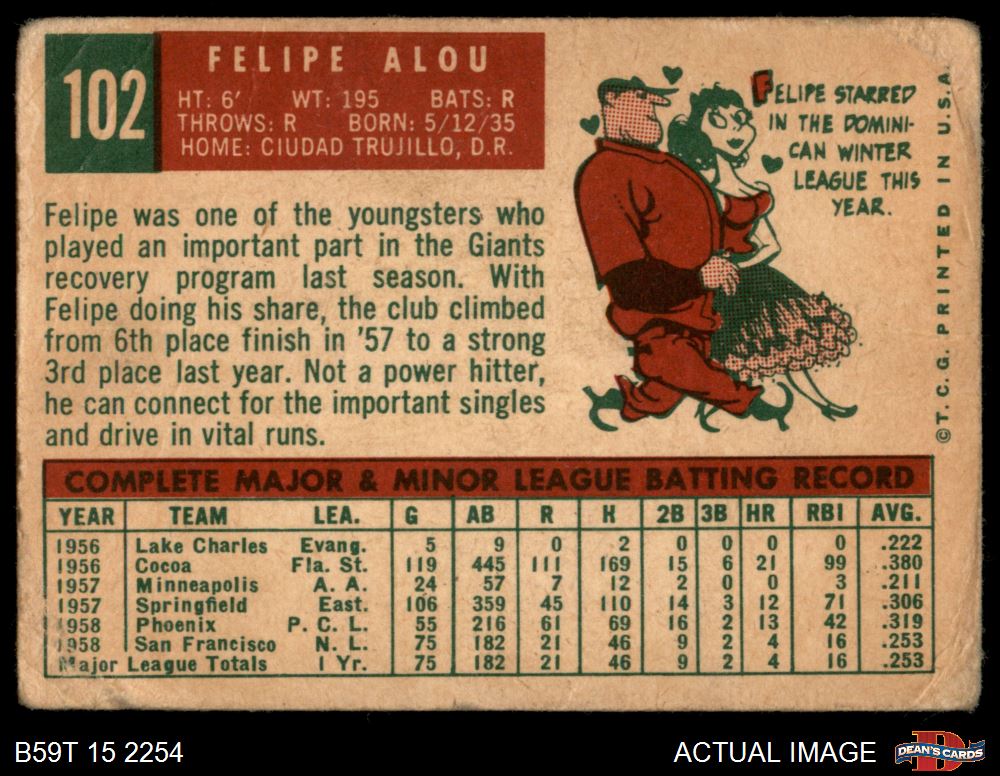 102
FELIPE ALOU
HT: 6' WT: 195 BATS: R
THROWS: R BORN: 5/12/35
HOME: CIUDAD TRUJILLO, D.R.
FELIPE STARRED
IN THE DOMINI-
CAN WINTER
LEAGUE THIS
YEAR.
©T. C. G. PRINTED IN U.S.A.
Felipe was one of the youngsters who
played an important part in the Giants
recovery program last season. With
Felipe doing his share, the club climbed
from 6th place finish in '57 to a strong
3rd place last year. Not a power hitter,
he can connect for the important singles
and drive in vital runs.
COMPLETE MAJOR & MINOR LEAGUE BATTING RECORD
YEAR TEAM LEA. G AB R H 2B 3B HR RBI AVG.
1956 Lake Charles Evang. 5 9 0 2 0 0 0 0 .222
1956 Cocoa Fla. St. 119 445 111 169 15 6 21 99 .380
1957 Minneapolis A. A. 24 57 7 12 2 0 0 3 .211
1957 Springfield East. 106 359 45 110 14 3 12 71 .306
1958 Phoenix P. C. L. 55 216 61 69 16 2 13 42 .319
1958 San Francisco N. L. 75 182 21 46 9 2 4 16 .253
Major League Totals 1 Yr. 75 182 21 46 9 2 4 16 .253
B59T 15 2254
ACTUAL IMAGE
D
DEAN'S CARDS